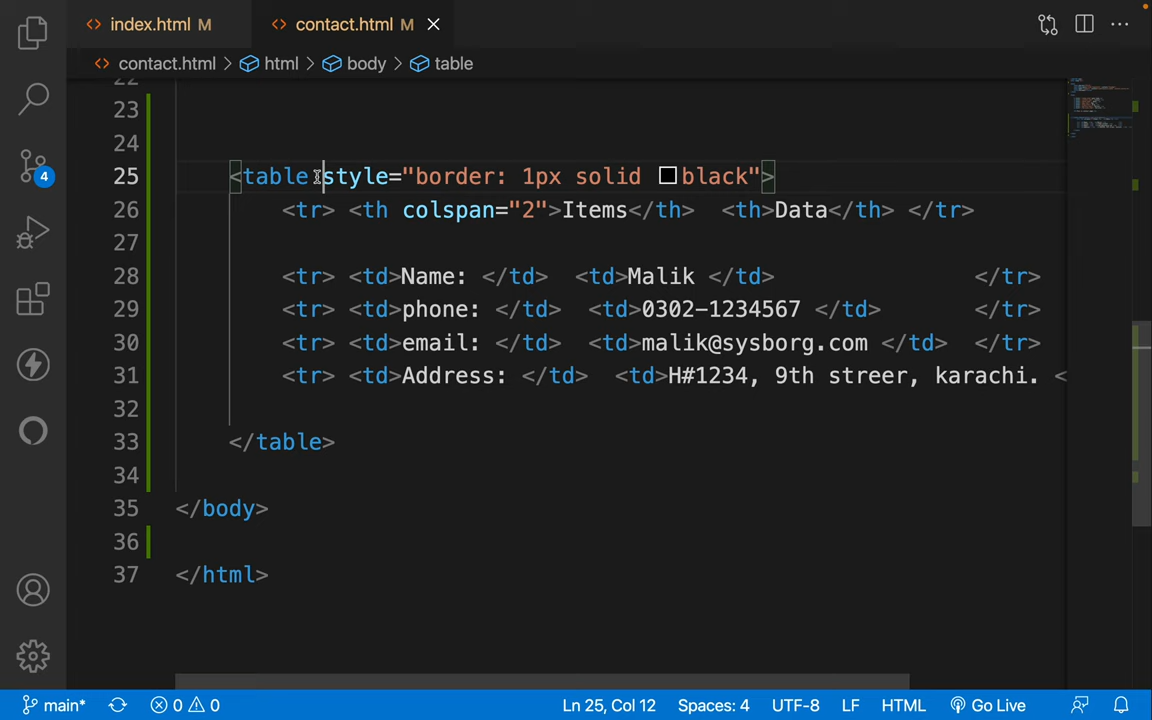 index.html M
contact.html M
contact.html > html > body > table
22
23
24
25 <table style="border: 1px solid black">
26 <tr> <th colspan="2">Items</th> <th>Data</th> </tr>
27
28 <tr> <td>Name: </td> <td>Malik </td> </tr>
29 <tr> <td>phone: </td> <td>0302-1234567 </td> </tr>
30 <tr> <td>email: </td> <td>malik@sysborg.com </td> </tr>
31 <tr> <td>Address: </td> <td>H#1234, 9th streer, karachi. <
32
33 </table>
34
35 </body>
36
37 </html>
4
main* 0 0 Ln 25, Col 12 Spaces: 4 UTF-8 LF HTML Go Live